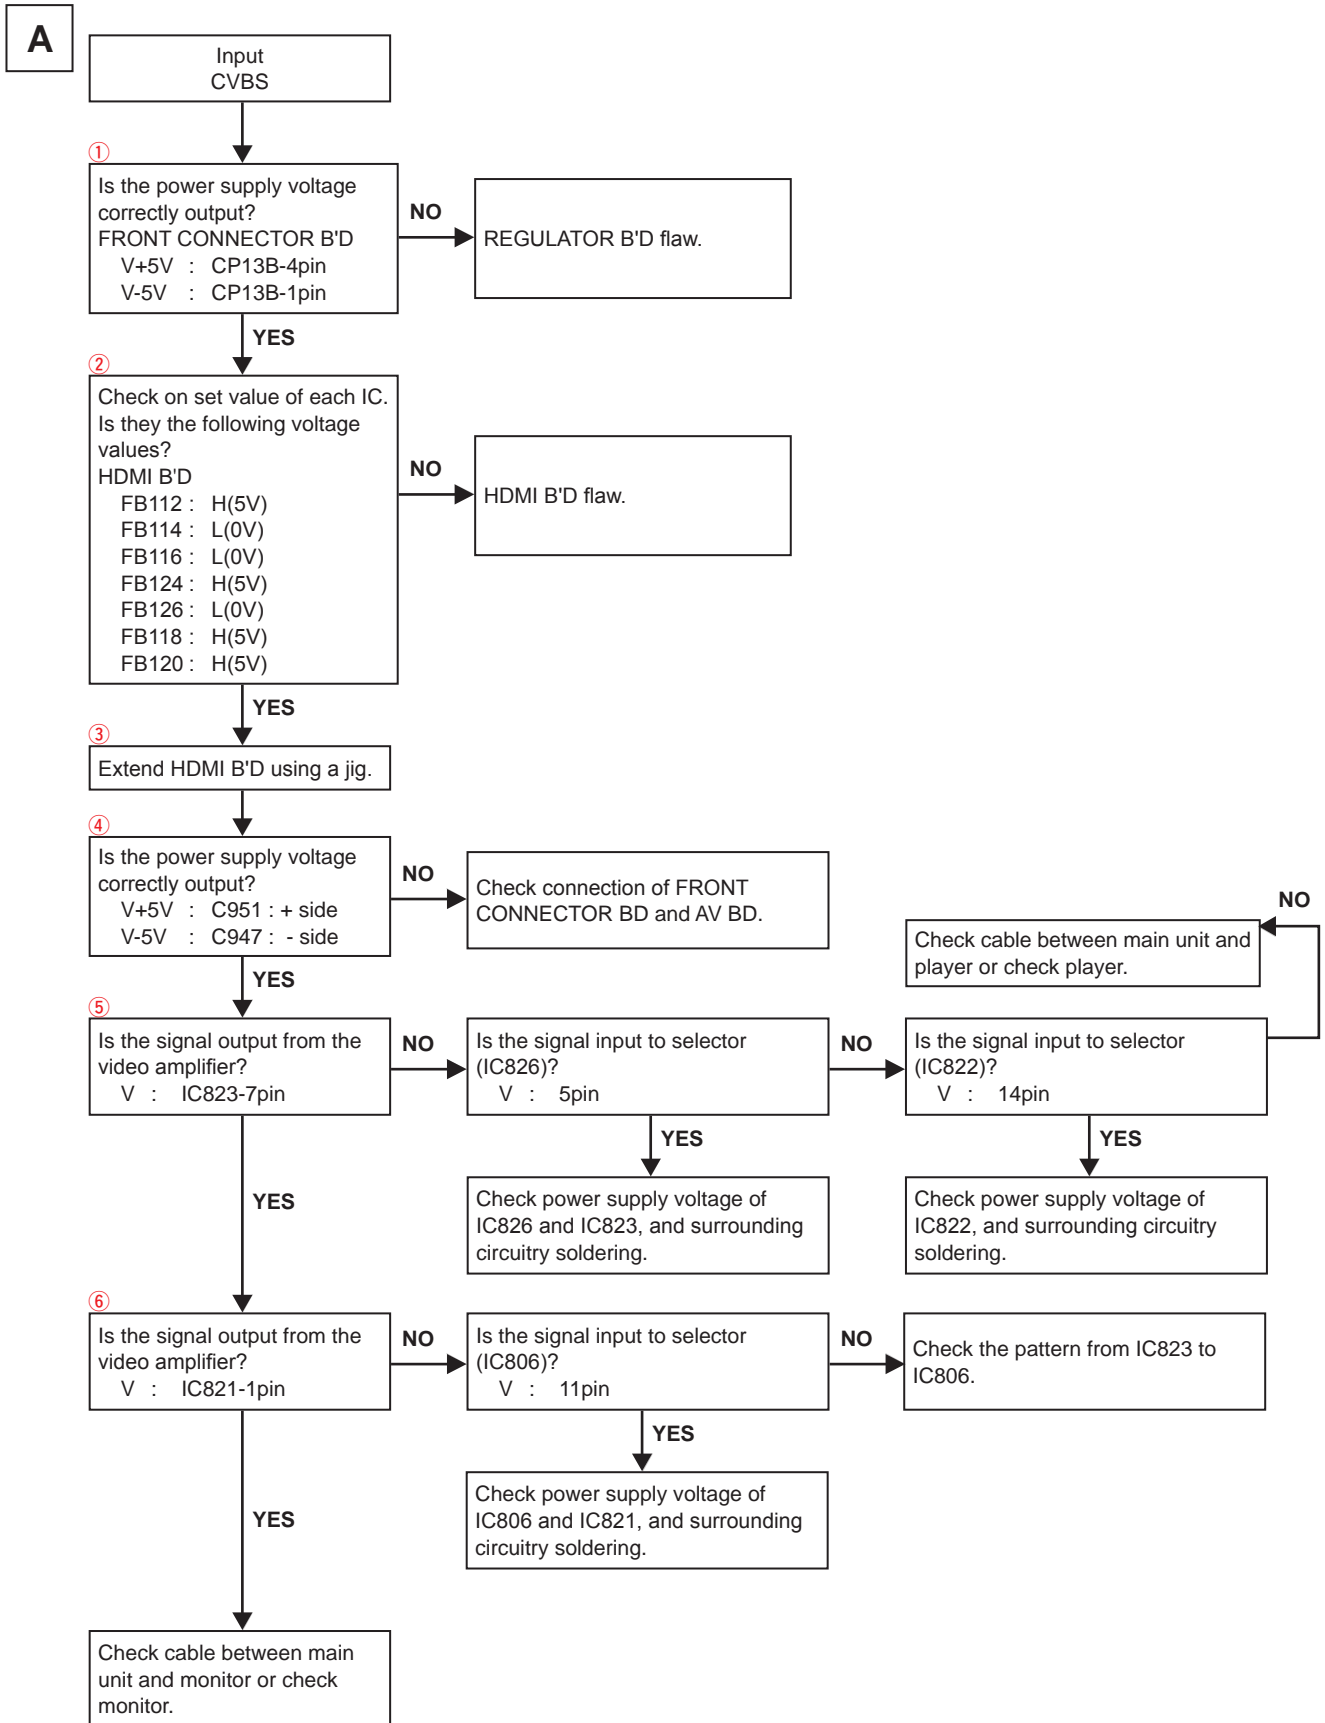 A
Input
CVBS
①
Is the power supply voltage
correctly output?
FRONT CONNECTOR B'D
V+5V : CP13B-4pin
V-5V : CP13B-1pin
NO
REGULATOR B'D flaw.
YES
②
Check on set value of each IC.
Is they the following voltage
values?
HDMI B'D
FB112 : H(5V)
FB114 : L(0V)
FB116 : L(0V)
FB124 : H(5V)
FB126 : L(0V)
FB118 : H(5V)
FB120 : H(5V)
NO
HDMI B'D flaw.
YES
③
Extend HDMI B'D using a jig.
④
Is the power supply voltage
correctly output?
V+5V : C951 : + side
V-5V : C947 : - side
NO
Check connection of FRONT
CONNECTOR BD and AV BD.
YES
⑤
Is the signal output from the
video amplifier?
V : IC823-7pin
NO
Is the signal input to selector
(IC826)?
V : 5pin
NO
Is the signal input to selector
(IC822)?
V : 14pin
NO
Check cable between main unit and
player or check player.
YES
Check power supply voltage of
IC826 and IC823, and surrounding
circuitry soldering.
YES
Check power supply voltage of
IC822, and surrounding circuitry
soldering.
YES
⑥
Is the signal output from the
video amplifier?
V : IC821-1pin
NO
Is the signal input to selector
(IC806)?
V : 11pin
NO
Check the pattern from IC823 to
IC806.
YES
Check power supply voltage of
IC806 and IC821, and surrounding
circuitry soldering.
YES
Check cable between main
unit and monitor or check
monitor.